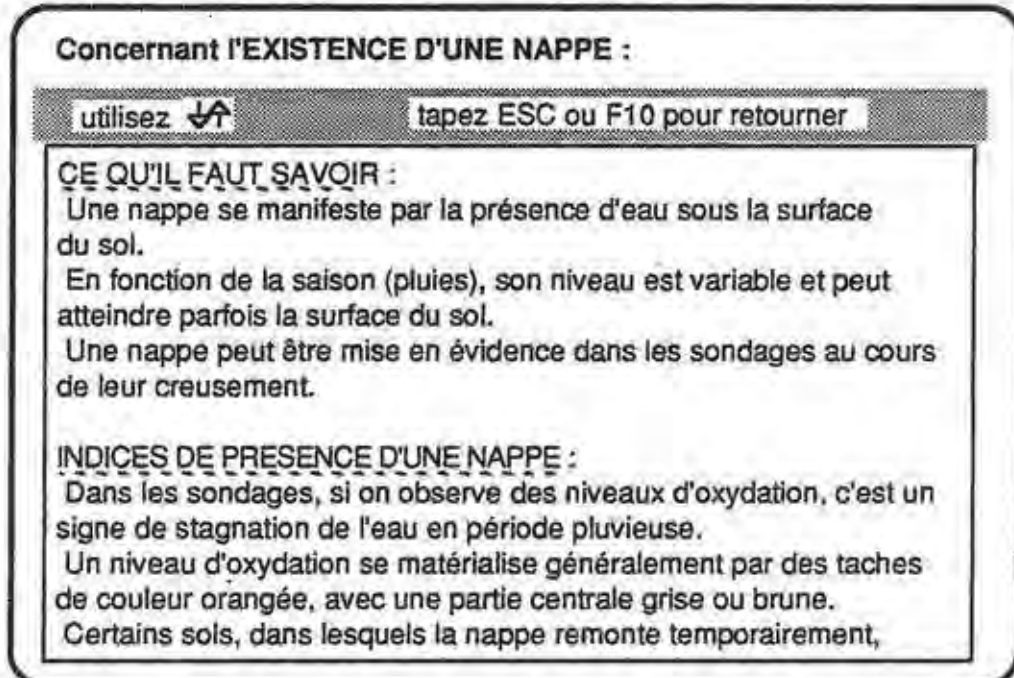 Concernant l'EXISTENCE D'UNE NAPPE :
utilisez ↓↑ tapez ESC ou F10 pour retourner
CE QU'IL FAUT SAVOIR :
Une nappe se manifeste par la présence d'eau sous la surface
du sol.
En fonction de la saison (pluies), son niveau est variable et peut
atteindre parfois la surface du sol.
Une nappe peut être mise en évidence dans les sondages au cours
de leur creusement.
INDICES DE PRESENCE D'UNE NAPPE :
Dans les sondages, si on observe des niveaux d'oxydation, c'est un
signe de stagnation de l'eau en période pluvieuse.
Un niveau d'oxydation se matérialise généralement par des taches
de couleur orangée, avec une partie centrale grise ou brune.
Certains sols, dans lesquels la nappe remonte temporairement,